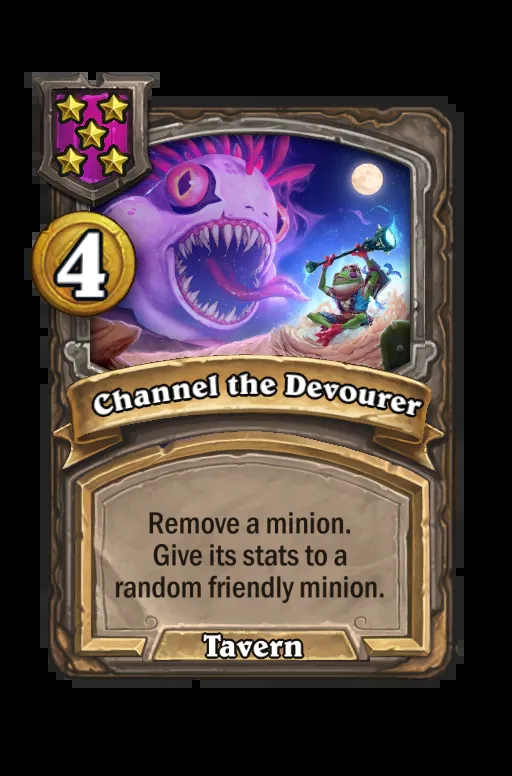 4
Channel the Devourer
Remove a minion.
Give its stats to a
random friendly minion.
Tavern